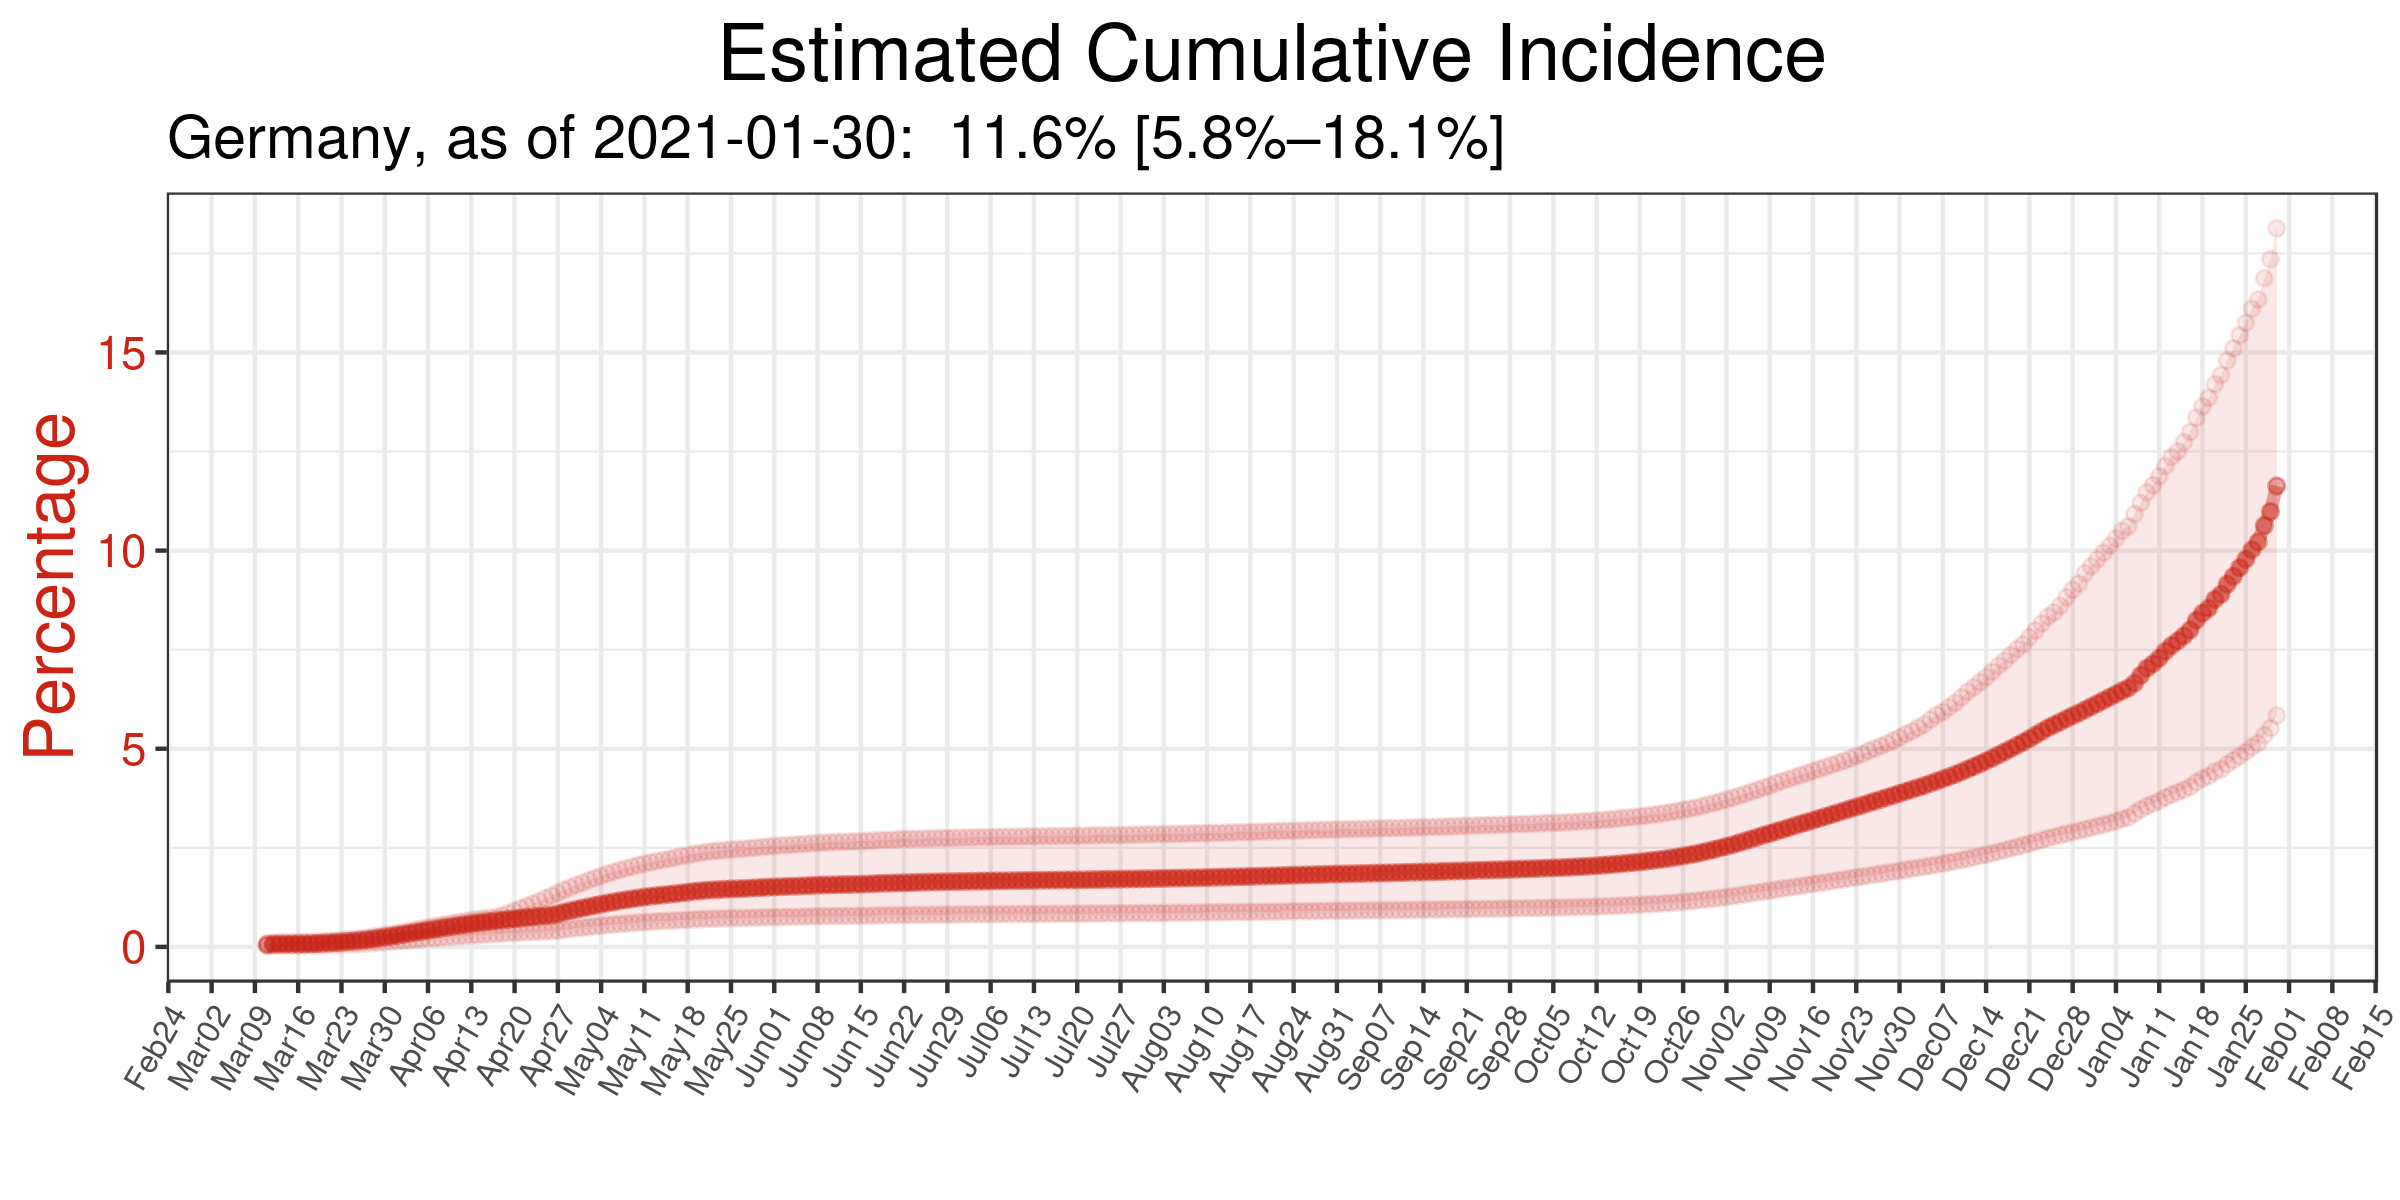 Estimated Cumulative Incidence
Germany, as of 2021-01-30:  11.6% [5.8%–18.1%]
Percentage
15
10
5
0
Feb24
Mar02
Mar09
Mar16
Mar23
Mar30
Apr06
Apr13
Apr20
Apr27
May04
May11
May18
May25
Jun01
Jun08
Jun15
Jun22
Jun29
Jul06
Jul13
Jul20
Jul27
Aug03
Aug10
Aug17
Aug24
Aug31
Sep07
Sep14
Sep21
Sep28
Oct05
Oct12
Oct19
Oct26
Nov02
Nov09
Nov16
Nov23
Nov30
Dec07
Dec14
Dec21
Dec28
Jan04
Jan11
Jan18
Jan25
Feb01
Feb08
Feb15